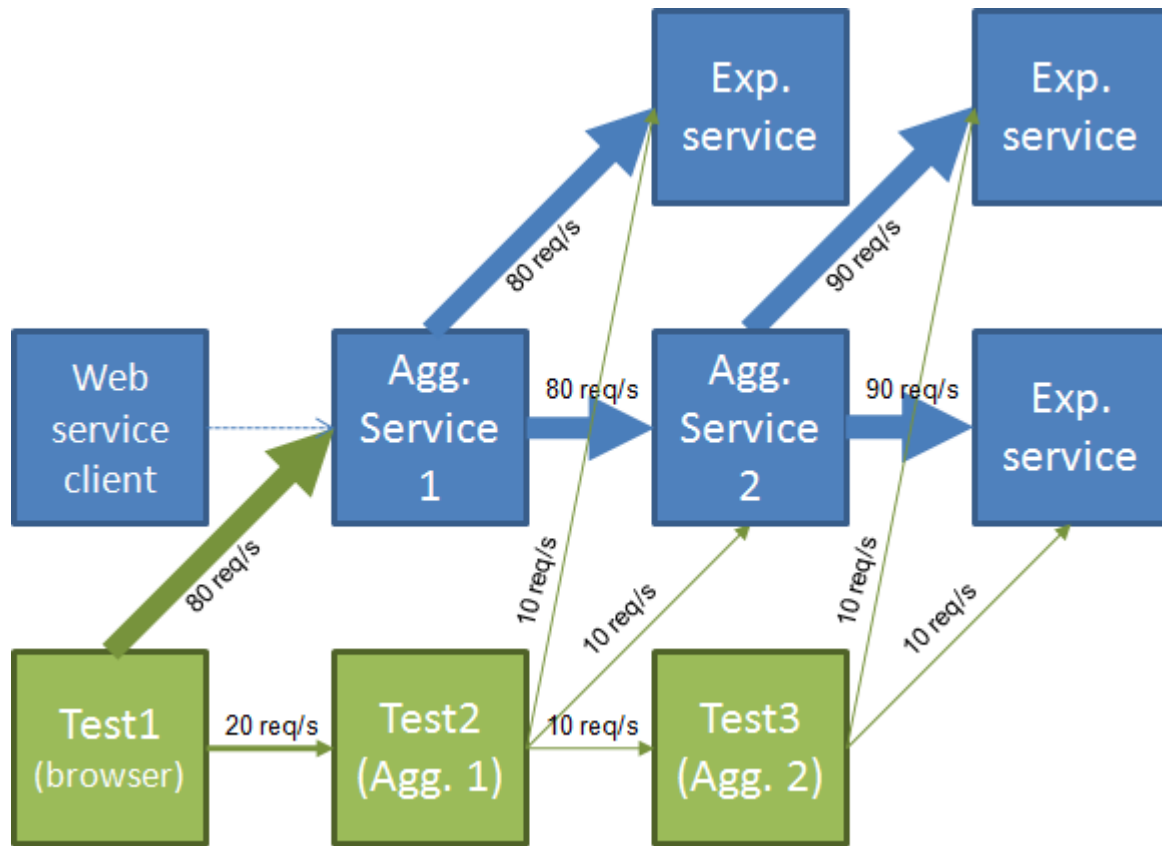 Exp.
service
Exp.
service
80 req/s
90 req/s
Web
service
client
Agg.
Service
1
80 req/s
Agg.
Service
2
90 req/s
Exp.
service
80 req/s
10 req/s
10 req/s
10 req/s
10 req/s
Test1
(browser)
20 req/s
Test2
(Agg. 1)
10 req/s
Test3
(Agg. 2)